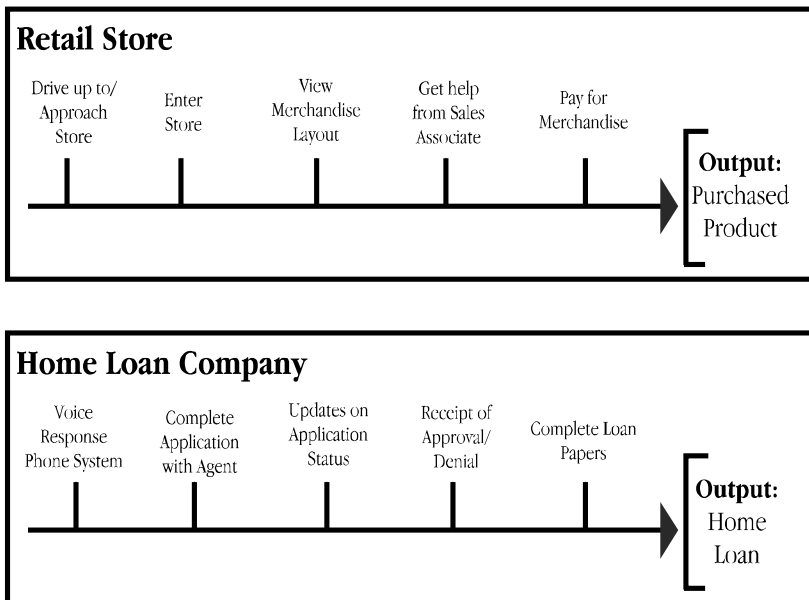 Retail Store
Drive up to/
Approach
Store
Enter
Store
View
Merchandise
Layout
Get help
from Sales
Associate
Pay for
Merchandise
Output:
Purchased
Product
Home Loan Company
Voice
Response
Phone System
Complete
Application
with Agent
Updates on
Application
Status
Receipt of
Approval/
Denial
Complete Loan
Papers
Output:
Home
Loan